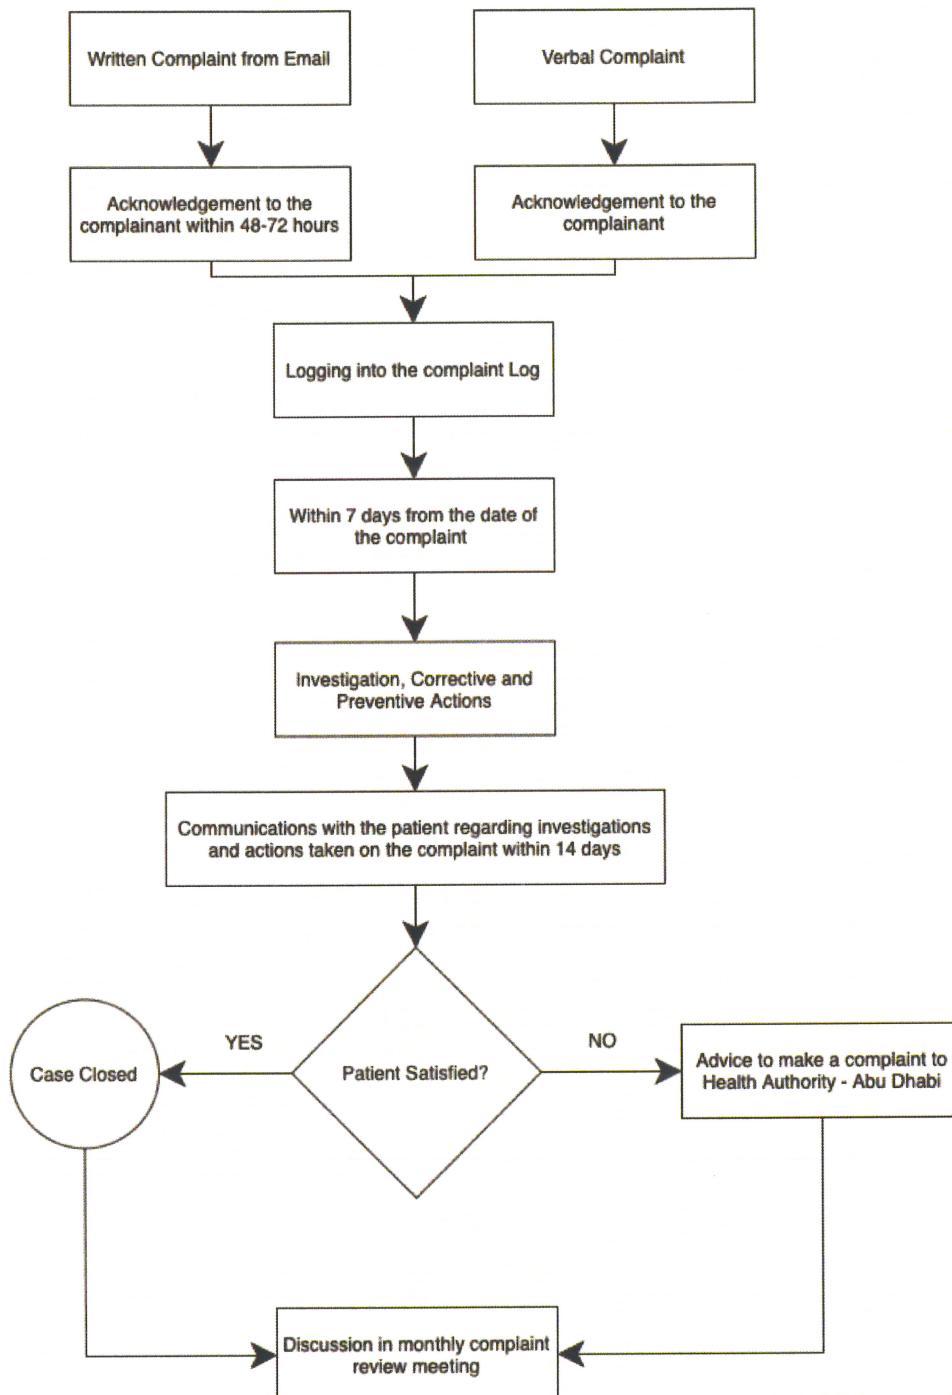 Written Complaint from Email
Verbal Complaint
Acknowledgement to the
complainant within 48-72 hours
Acknowledgement to the
complainant
Logging into the complaint Log
Within 7 days from the date of
the complaint
Investigation, Corrective and
Preventive Actions
Communications with the patient regarding investigations
and actions taken on the complaint within 14 days
YES
NO
Case Closed
Patient Satisfied?
Advice to make a complaint to
Health Authority - Abu Dhabi
Discussion in monthly complaint
review meeting